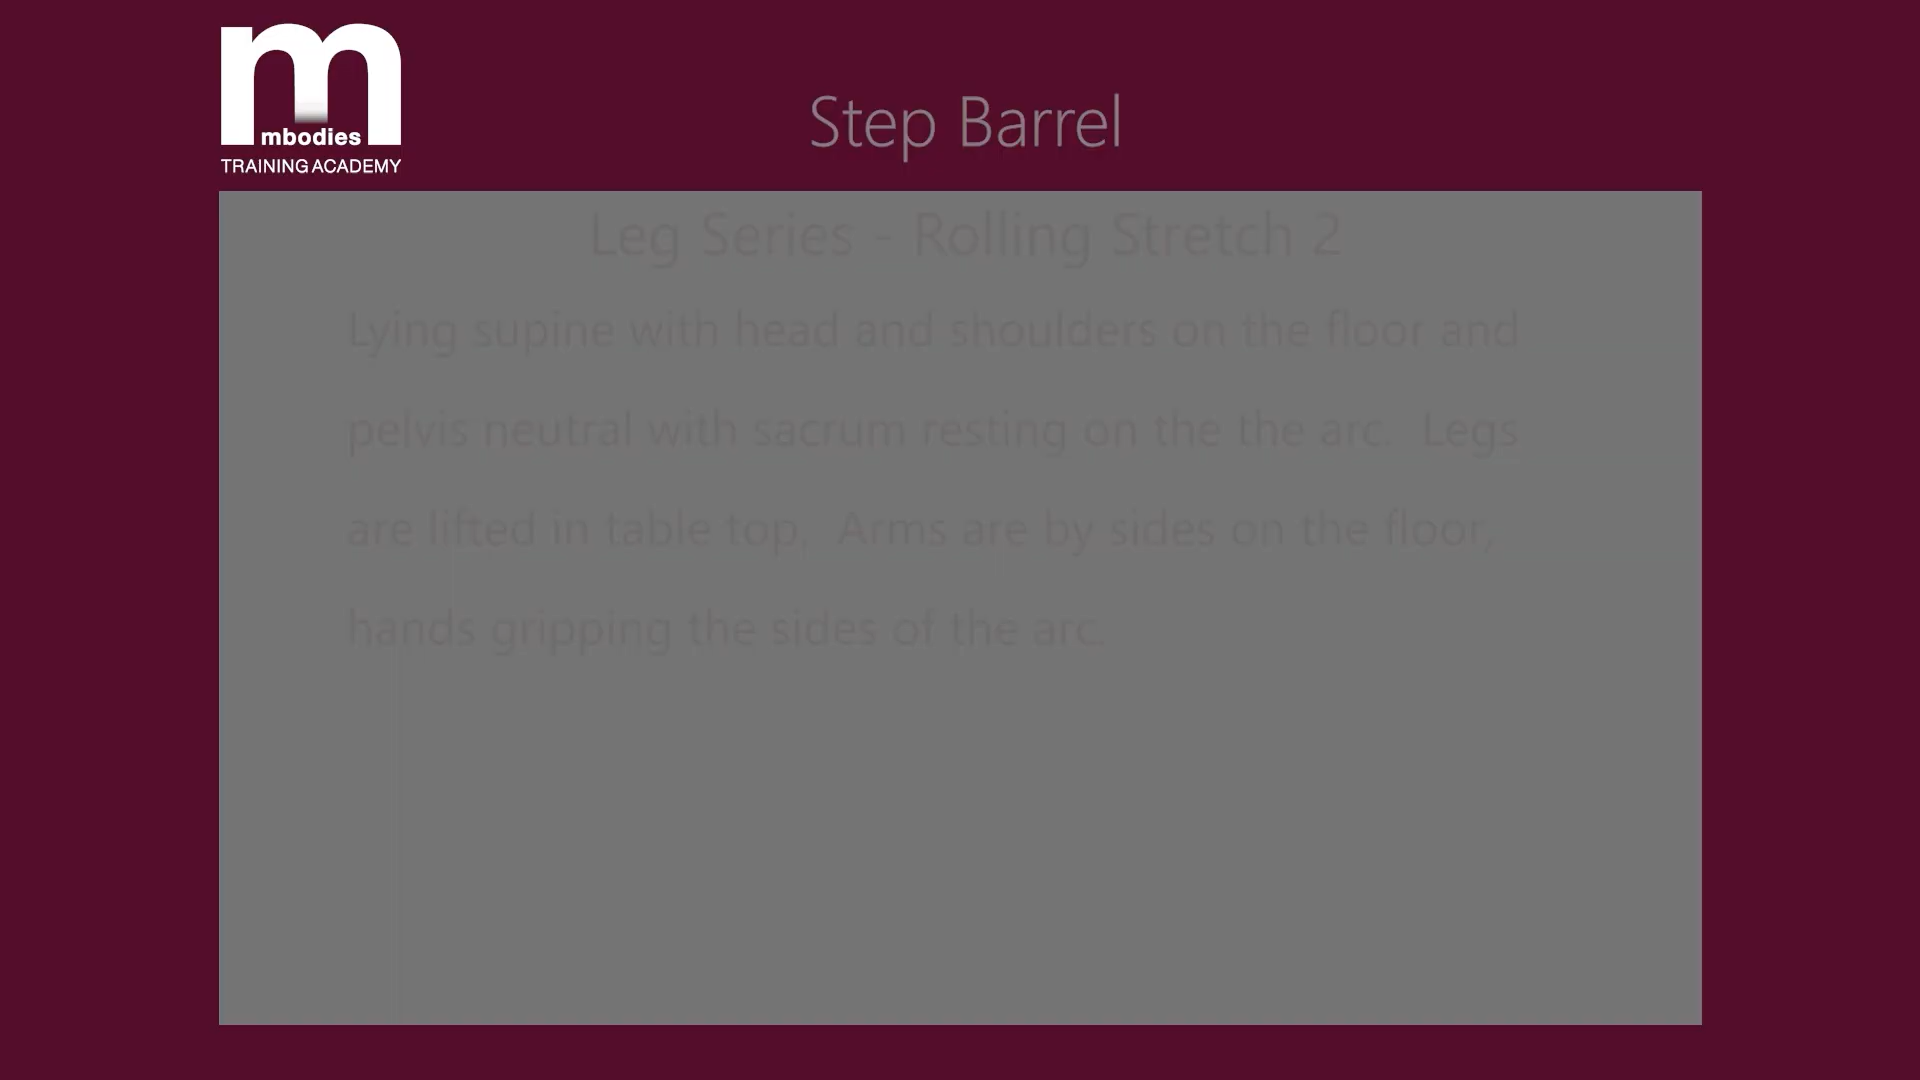 m
mbodies
TRAINING ACADEMY
Step Barrel
Leg Series - Rolling Stretch 2
Lying supine with head and shoulders on the floor and
pelvis neutral with sacrum resting on the the arc. Legs
are lifted in table top, Arms are by sides on the floor,
hands gripping the sides of the arc.